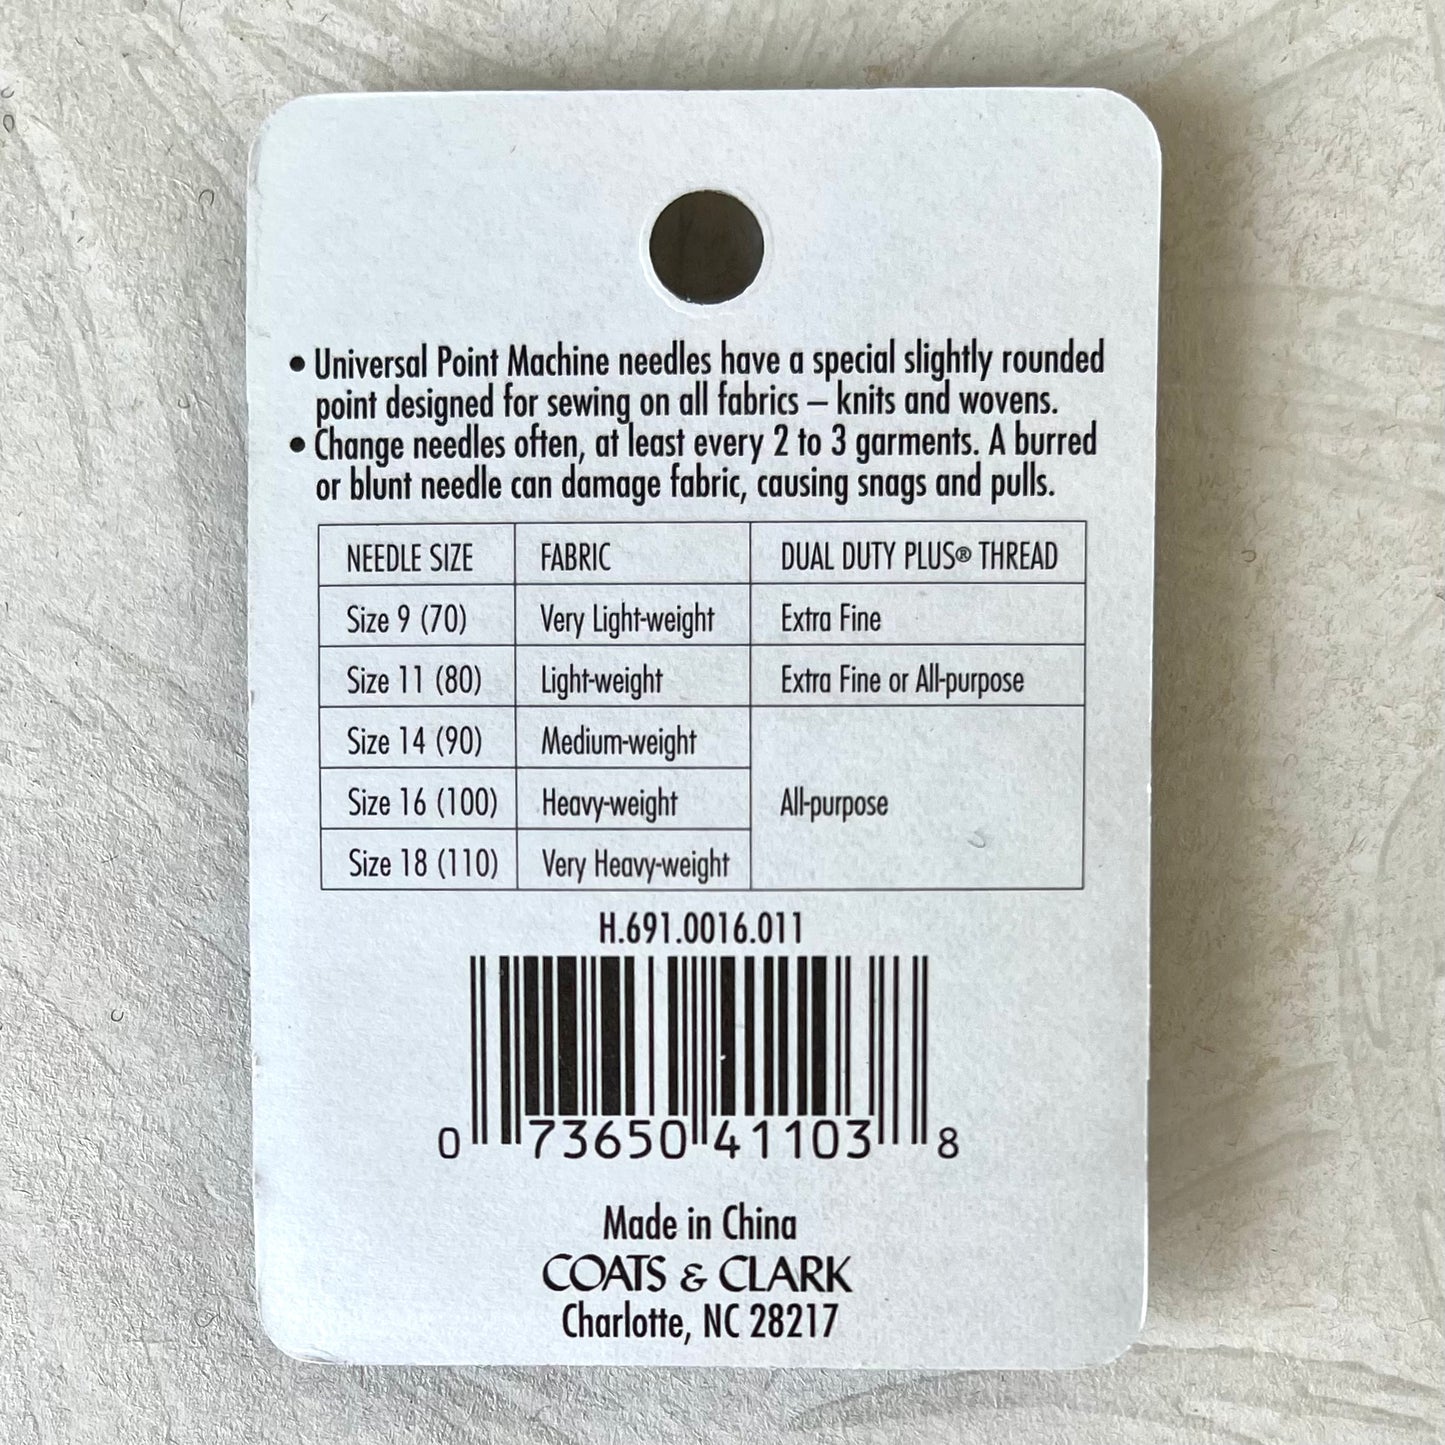 • Universal Point Machine needles have a special slightly rounded
point designed for sewing on all fabrics – knits and wovens.
• Change needles often, at least every 2 to 3 garments. A burred
or blunt needle can damage fabric, causing snags and pulls.
NEEDLE SIZE FABRIC DUAL DUTY PLUS® THREAD
Size 9 (70) Very Light-weight Extra Fine
Size 11 (80) Light-weight Extra Fine or All-purpose
Size 14 (90) Medium-weight
Size 16 (100) Heavy-weight All-purpose
Size 18 (110) Very Heavy-weight
H.691.0016.011
0 73650 41103 8
Made in China
COATS & CLARK
Charlotte, NC 28217